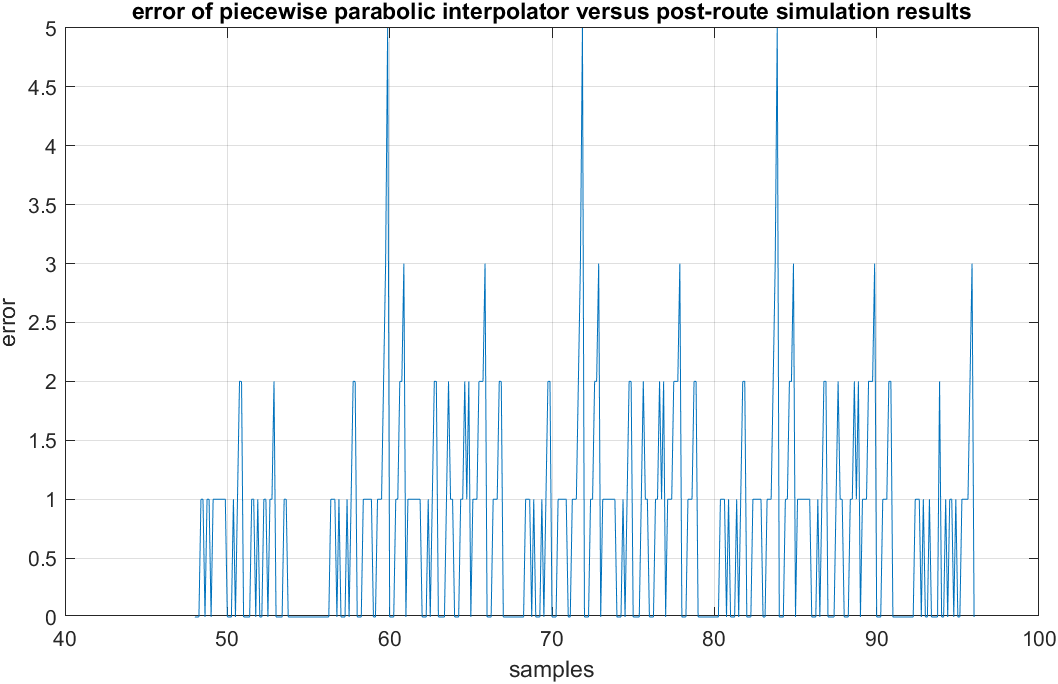 error of piecewise parabolic interpolator versus post-route simulation results
5
4.5
4
3.5
3
2.5
2
1.5
1
0.5
0
error
40 50 60 70 80 90 100
samples